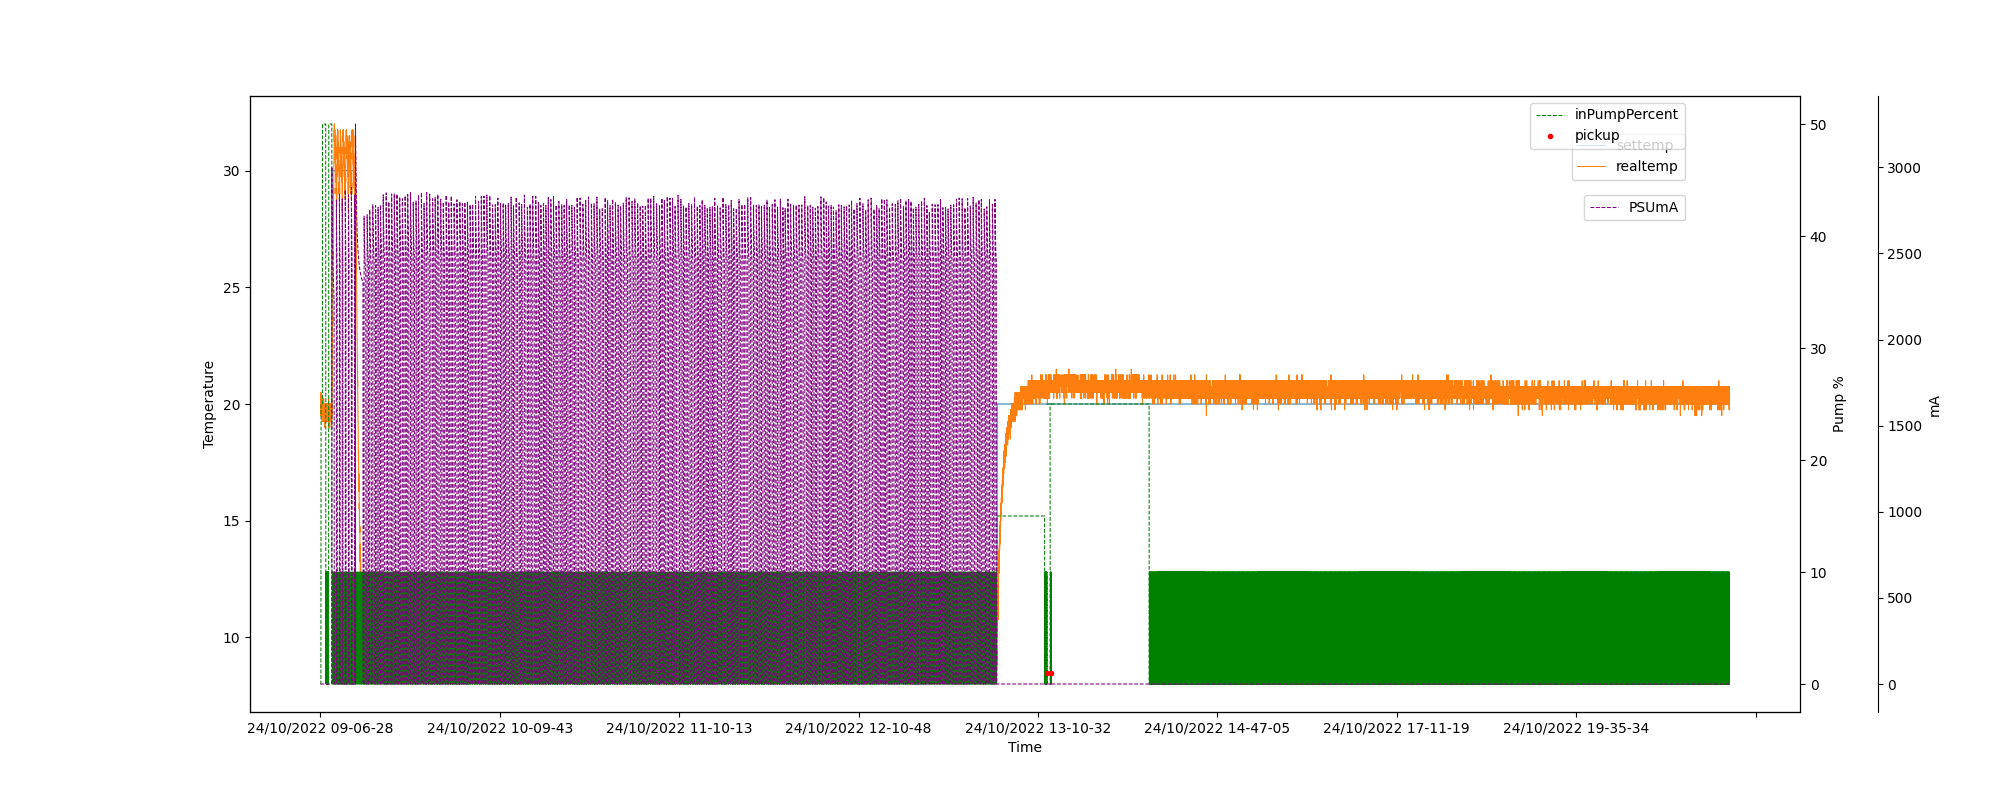 inPumpPercent
pickup
settemp
realtemp
PSUmA
30
25
20
15
10
Temperature
50
40
30
20
10
0
Pump %
3000
2500
2000
1500
1000
500
0
mA
24/10/2022 09-06-28
24/10/2022 10-09-43
24/10/2022 11-10-13
24/10/2022 12-10-48
24/10/2022 13-10-32
24/10/2022 14-47-05
24/10/2022 17-11-19
24/10/2022 19-35-34
Time